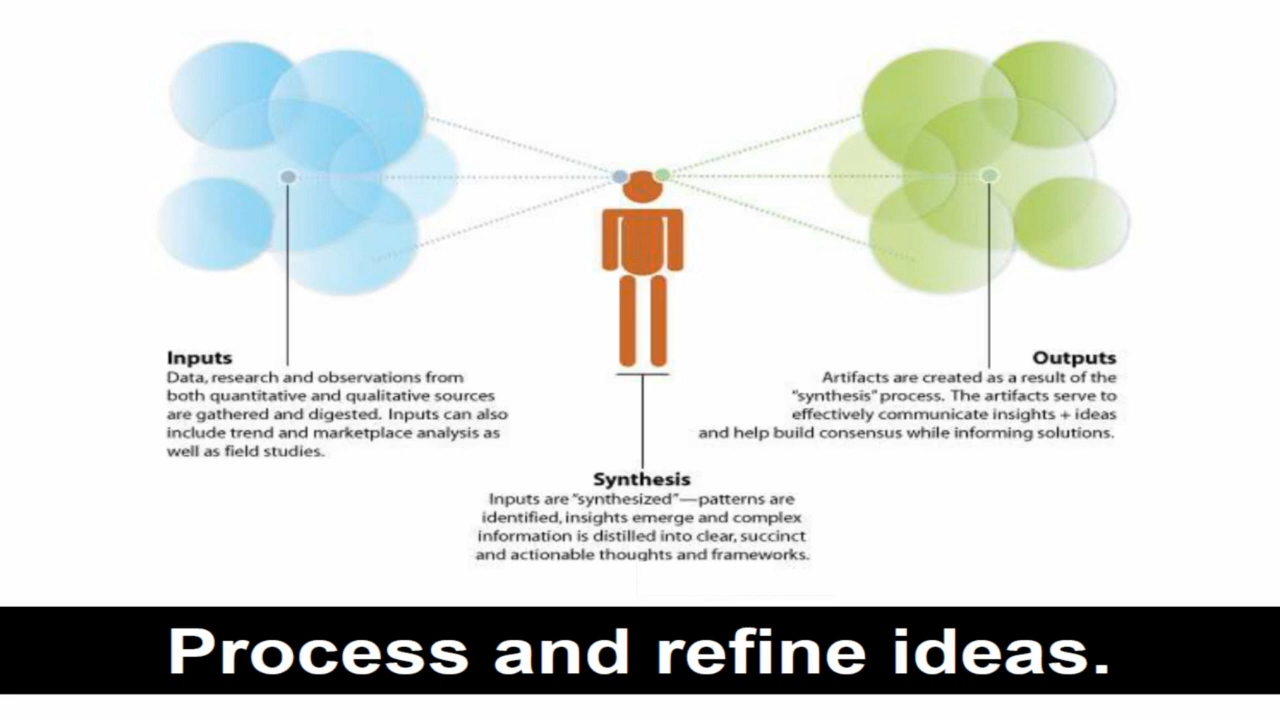 Inputs
Data, research and observations from
both quantitative and qualitative sources
are gathered and digested. Inputs can also
include trend and marketplace analysis as
well as field studies.
Synthesis
Inputs are "synthesized"—patterns are
identified, insights emerge and complex
information is distilled into clear, succinct
and actionable thoughts and frameworks.
Outputs
Artifacts are created as a result of the
"synthesis" process. The artifacts serve to
effectively communicate insights + ideas
and help build consensus while informing solutions.
Process and refine ideas.